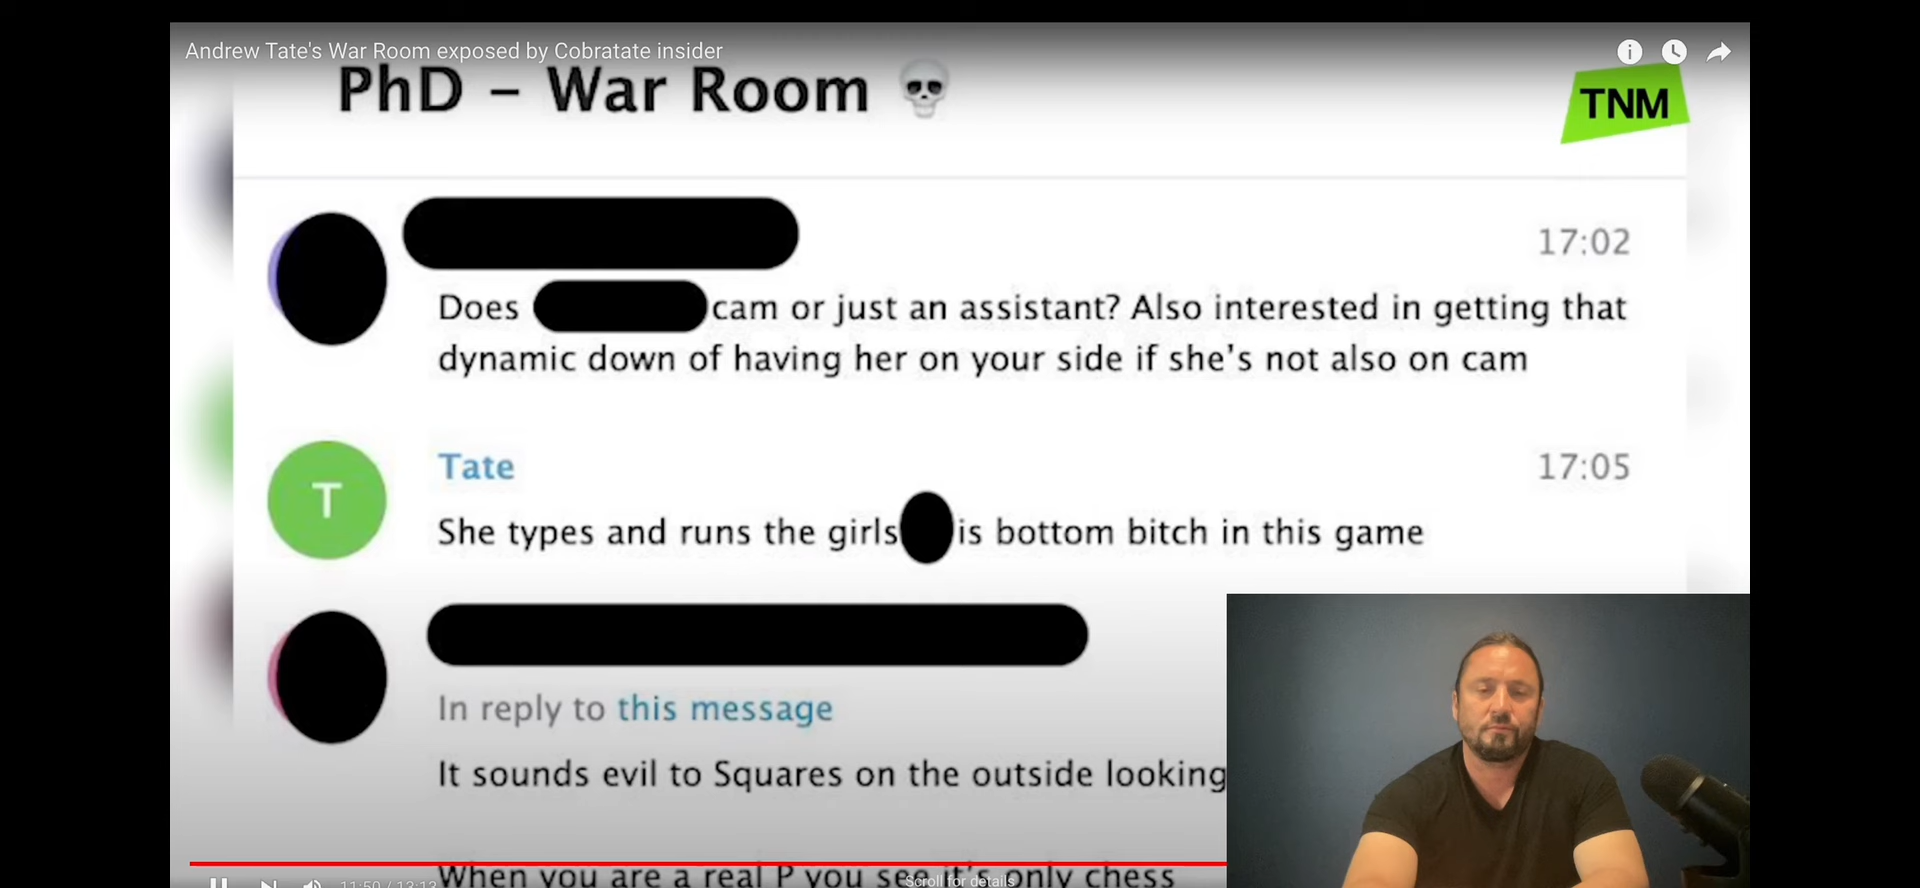 Andrew Tate's War Room exposed by Cobratate insider
PhD – War Room 💀
TNM
17:02
Does cam or just an assistant? Also interested in getting that
dynamic down of having her on your side if she's not also on cam
T
Tate
17:05
She types and runs the girls is bottom bitch in this game
In reply to this message
It sounds evil to Squares on the outside looking
When you are a real P you see it's only chess
Scroll for details
11:50 / 13:13